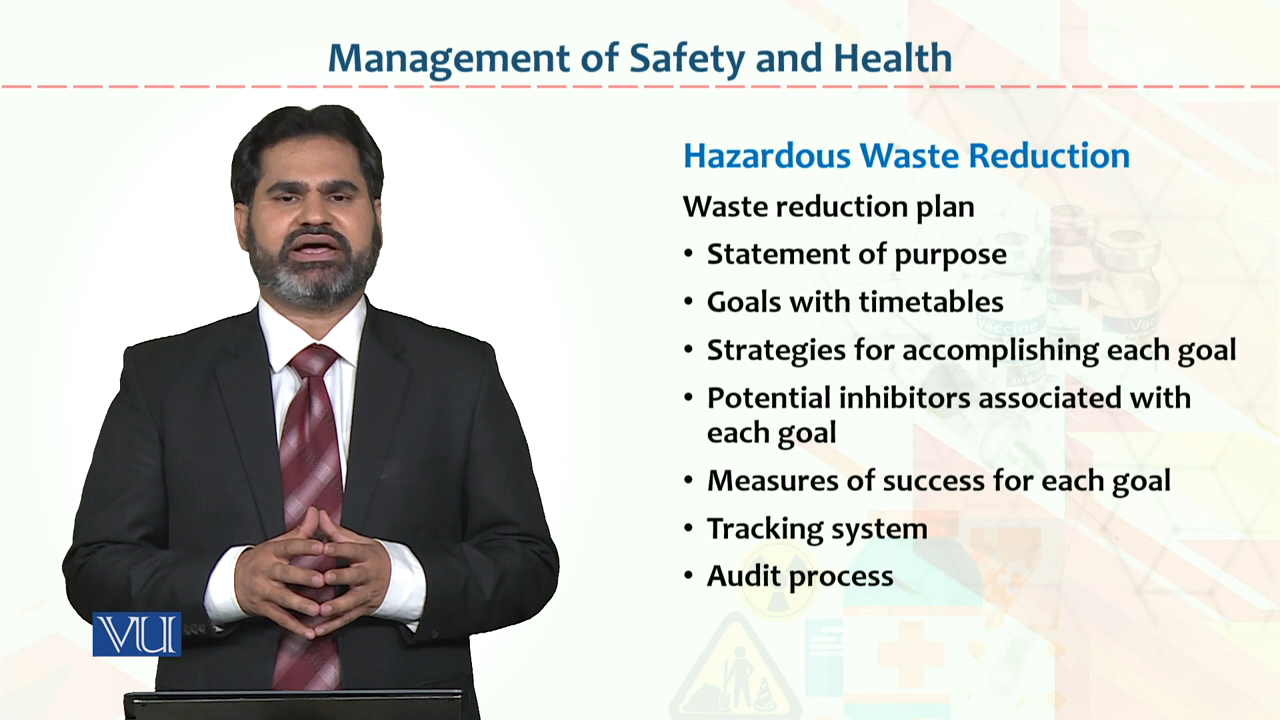 Management of Safety and Health
Hazardous Waste Reduction
Waste reduction plan
• Statement of purpose
• Goals with timetables
• Strategies for accomplishing each goal
• Potential inhibitors associated with
each goal
• Measures of success for each goal
• Tracking system
• Audit process
VU
Vaccine